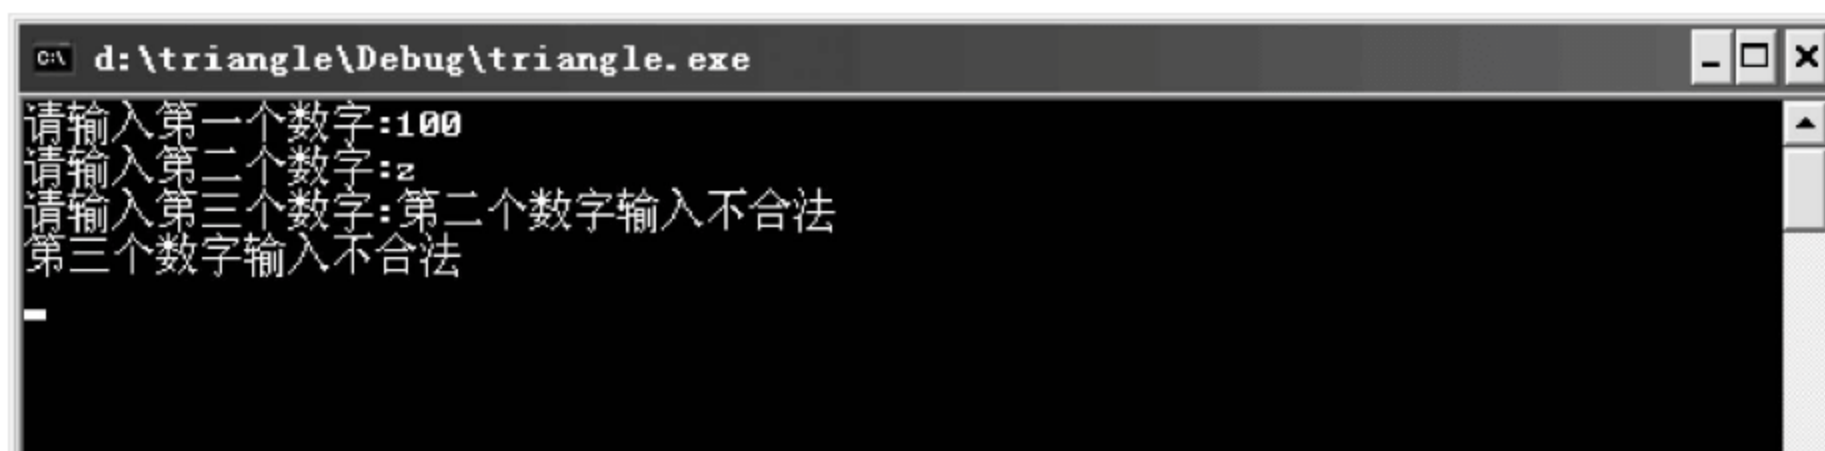 d:\triangle\Debug\triangle.exe
请输入第一个数字:100
请输入第二个数字:z
请输入第三个数字:第二个数字输入不合法
第三个数字输入不合法